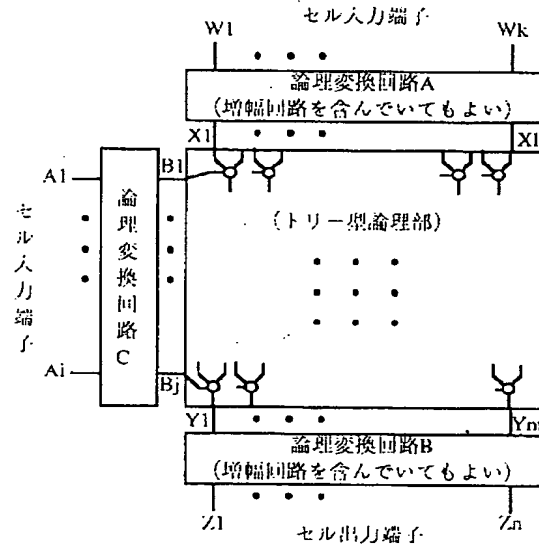 セル入力端子
W1 Wk
論理変換回路A
(増幅回路を含んでいてもよい)
X1 X1
A1 B1
セル入力端子
論理変換回路C
(トリー型論理部)
Ai Bj
Y1 Ym
論理変換回路B
(増幅回路を含んでいてもよい)
Z1 Zn
セル出力端子